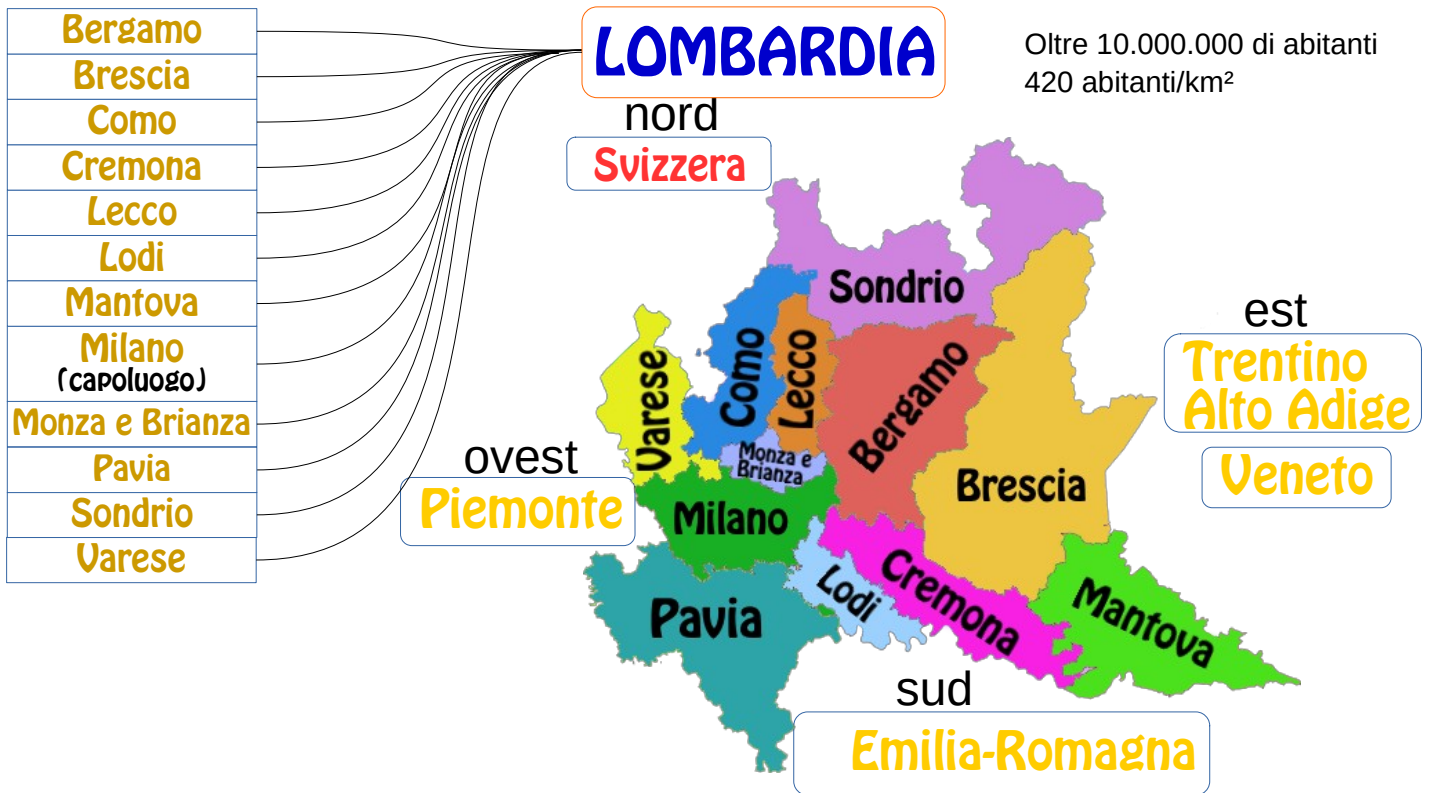 Bergamo
Brescia
Como
Cremona
Lecco
Lodi
Mantova
Milano
(capoluogo)
Monza e Brianza
Pavia
Sondrio
Varese
LOMBARDIA
Oltre 10.000.000 di abitanti
420 abitanti/km²
nord
Svizzera
est
Trentino
Alto Adige
Veneto
ovest
Piemonte
sud
Emilia-Romagna
Sondrio
Como
Lecco
Varese
Bergamo
Monza e
Brianza
Brescia
Milano
Lodi
Cremona
Mantova
Pavia